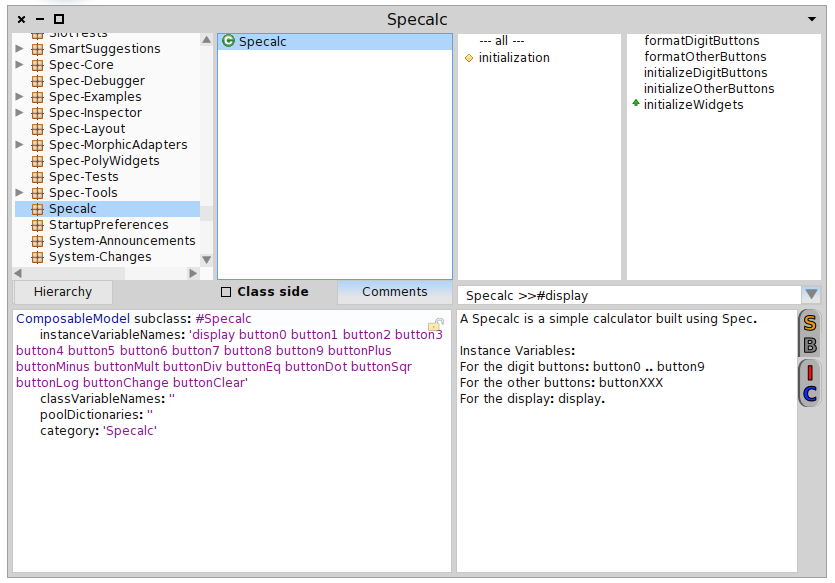 Specalc
SlotTests
SmartSuggestions
Spec-Core
Spec-Debugger
Spec-Examples
Spec-Inspector
Spec-Layout
Spec-MorphicAdapters
Spec-PolyWidgets
Spec-Tests
Spec-Tools
Specalc
StartupPreferences
System-Announcements
System-Changes
C Specalc
--- all ---
initialization
formatDigitButtons
formatOtherButtons
initializeDigitButtons
initializeOtherButtons
initializeWidgets
Hierarchy
Class side
Comments
Specalc >>#display
ComposableModel subclass: #Specalc
instanceVariableNames: 'display button0 button1 button2 button3
button4 button5 button6 button7 button8 button9 buttonPlus
buttonMinus buttonMult buttonDiv buttonEq buttonDot buttonSqr
buttonLog buttonChange buttonClear'
classVariableNames: ''
poolDictionaries: ''
category: 'Specalc'
A Specalc is a simple calculator built using Spec.
Instance Variables:
For the digit buttons: button0 .. button9
For the other buttons: buttonXXX
For the display: display.
S
B
I
C